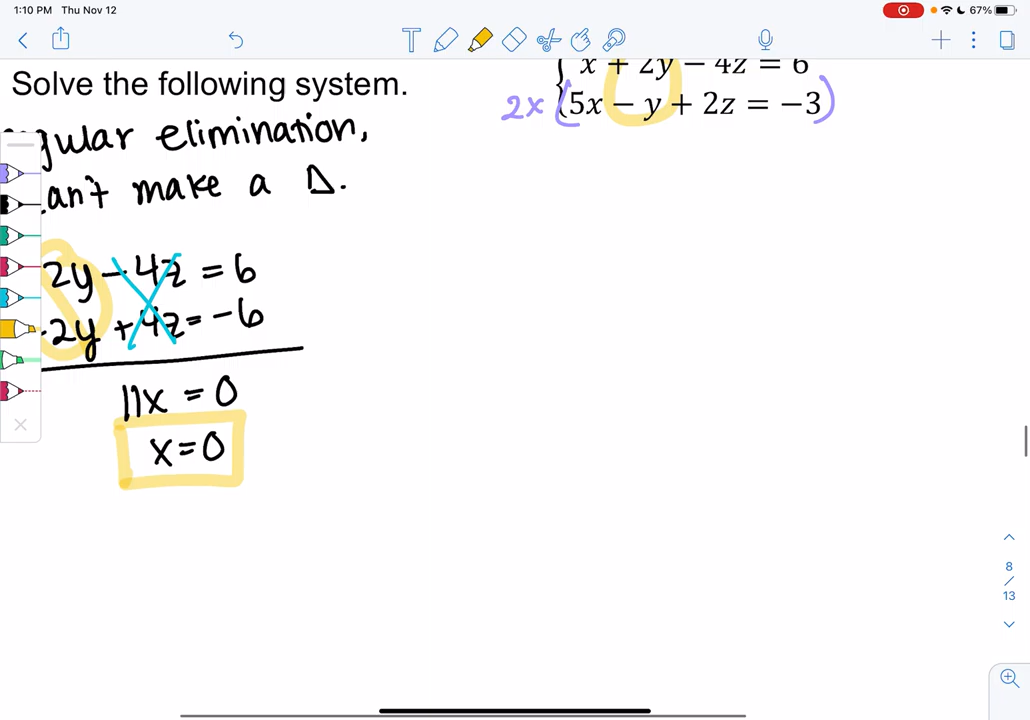 1:10 PM Thu Nov 12
67%
Solve the following system.
x + 2y − 4z = 6
2x (5x − y + 2z = −3)
gular elimination,
can't make a Δ.
2y - 4z = 6
-2y + 4z = -6
11x = 0
x = 0
8
/
13